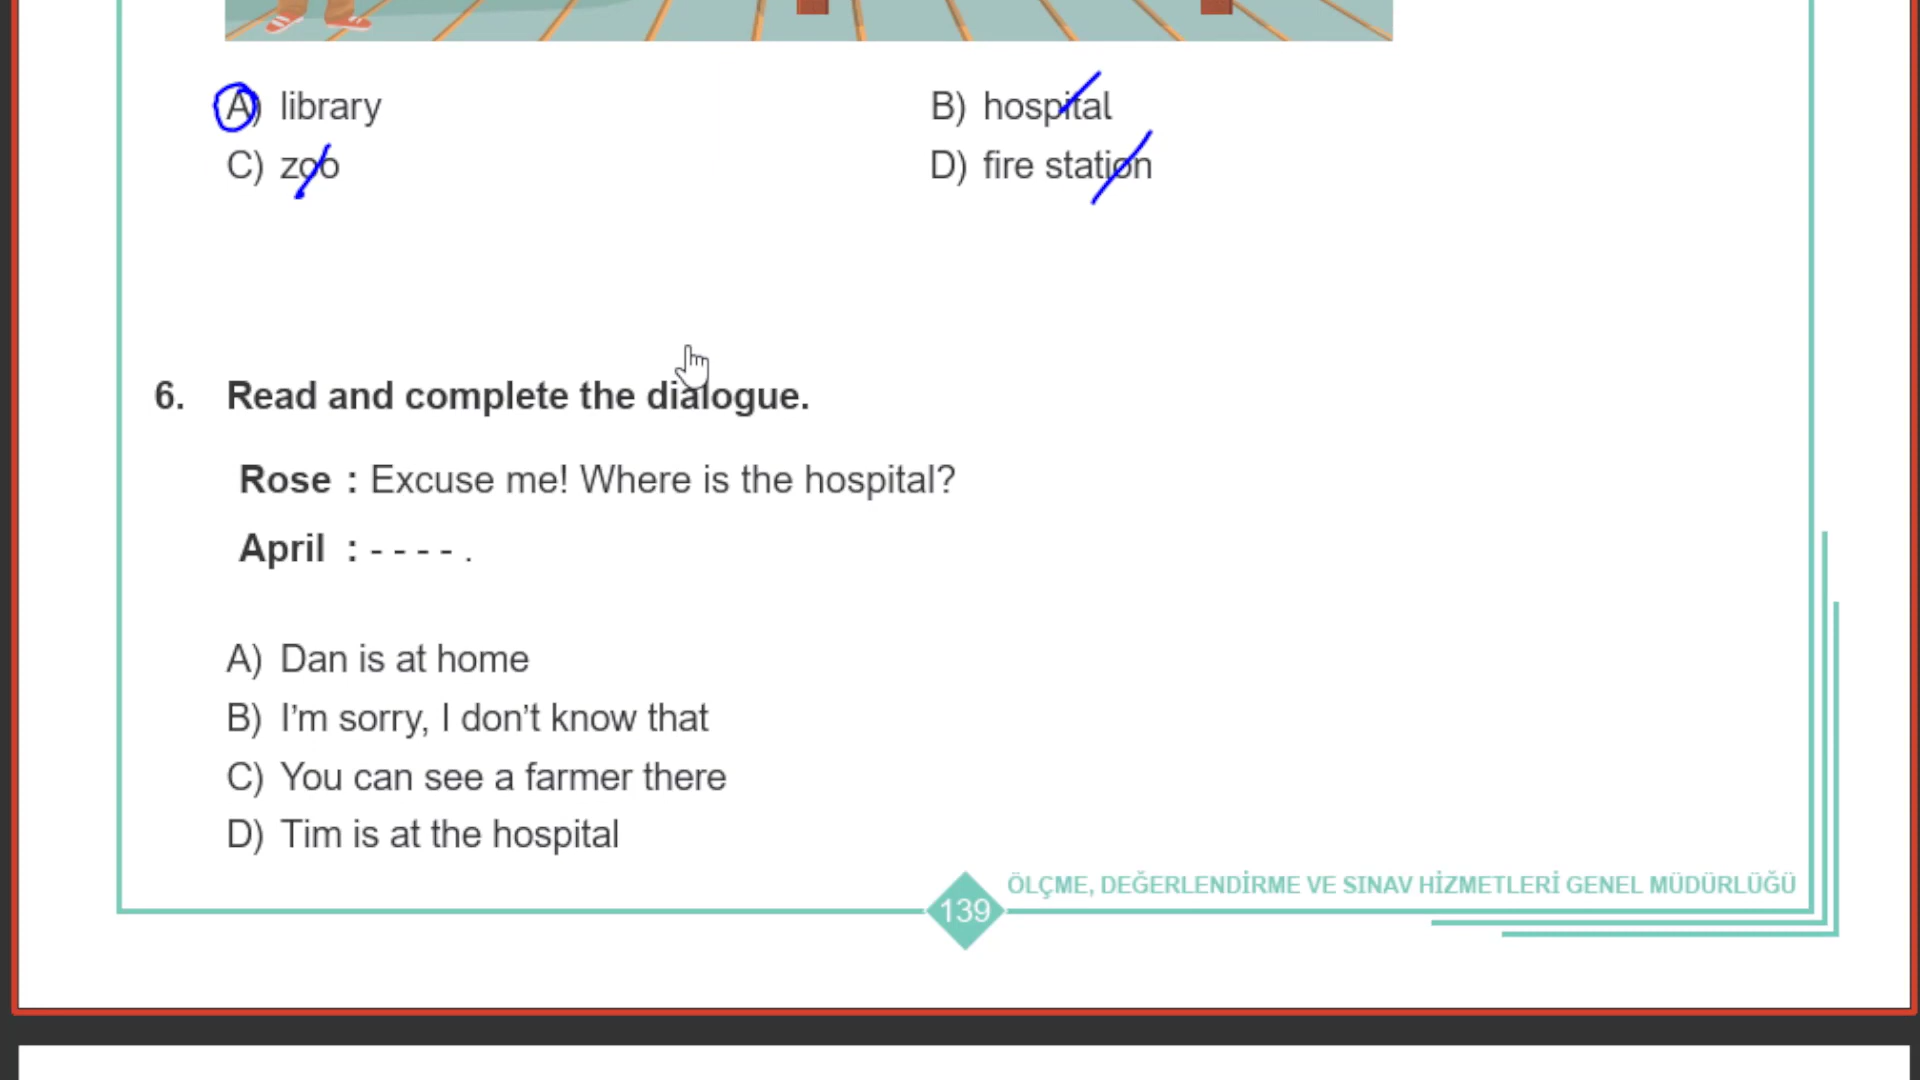 A) library
B) hospital
C) zoo
D) fire station
6. Read and complete the dialogue.
Rose : Excuse me! Where is the hospital?
April : - - - - .
A) Dan is at home
B) I’m sorry, I don’t know that
C) You can see a farmer there
D) Tim is at the hospital
ÖLÇME, DEĞERLENDİRME VE SINAV HİZMETLERİ GENEL MÜDÜRLÜĞÜ
139